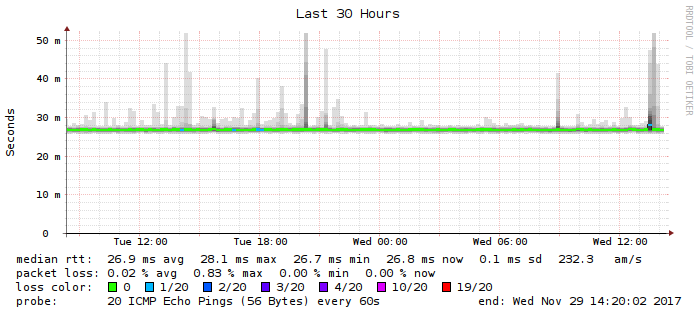 Last 30 Hours
RRDTOOL / TOBI OETIKER
Seconds
50 m
40 m
30 m
20 m
10 m
0
Tue 12:00 Tue 18:00 Wed 00:00 Wed 06:00 Wed 12:00
median rtt: 26.9 ms avg 28.1 ms max 26.7 ms min 26.8 ms now 0.1 ms sd 232.3 am/s
packet loss: 0.02 % avg 0.83 % max 0.00 % min 0.00 % now
loss color: 0 1/20 2/20 3/20 4/20 10/20 19/20
probe: 20 ICMP Echo Pings (56 Bytes) every 60s end: Wed Nov 29 14:20:02 2017